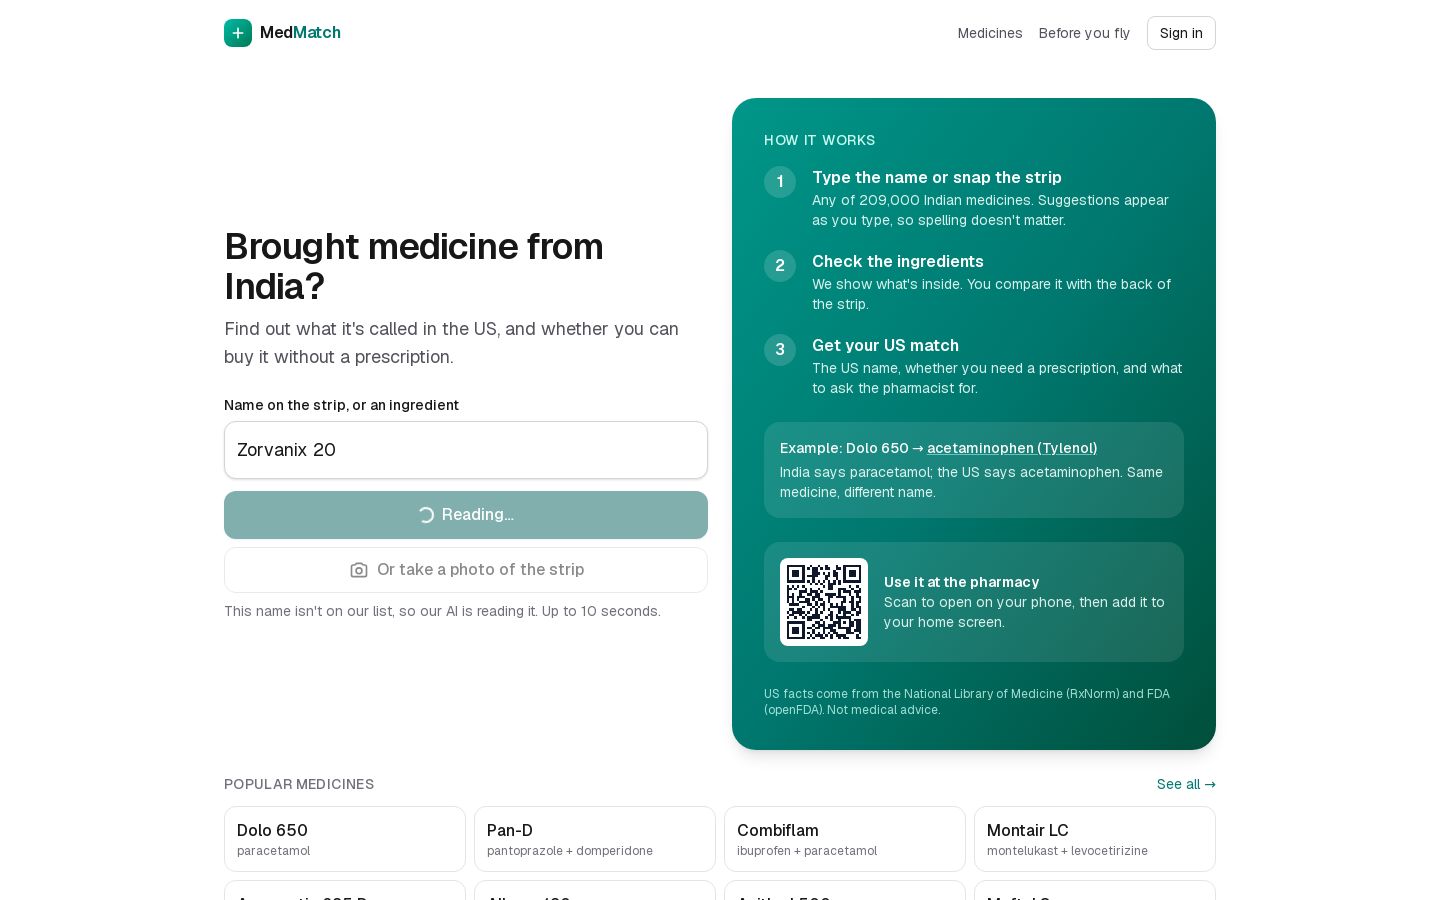 MedMatch
Medicines
Before you fly
Sign in
Brought medicine from
India?
Find out what it's called in the US, and whether you can
buy it without a prescription.
Name on the strip, or an ingredient
Zorvanix 20
Reading...
Or take a photo of the strip
This name isn't on our list, so our AI is reading it. Up to 10 seconds.
HOW IT WORKS
1
Type the name or snap the strip
Any of 209,000 Indian medicines. Suggestions appear
as you type, so spelling doesn't matter.
2
Check the ingredients
We show what's inside. You compare it with the back of
the strip.
3
Get your US match
The US name, whether you need a prescription, and what
to ask the pharmacist for.
Example: Dolo 650 → acetaminophen (Tylenol)
India says paracetamol; the US says acetaminophen. Same
medicine, different name.
Use it at the pharmacy
Scan to open on your phone, then add it to
your home screen.
US facts come from the National Library of Medicine (RxNorm) and FDA
(openFDA). Not medical advice.
POPULAR MEDICINES
See all →
Dolo 650
paracetamol
Pan-D
pantoprazole + domperidone
Combiflam
ibuprofen + paracetamol
Montair LC
montelukast + levocetirizine